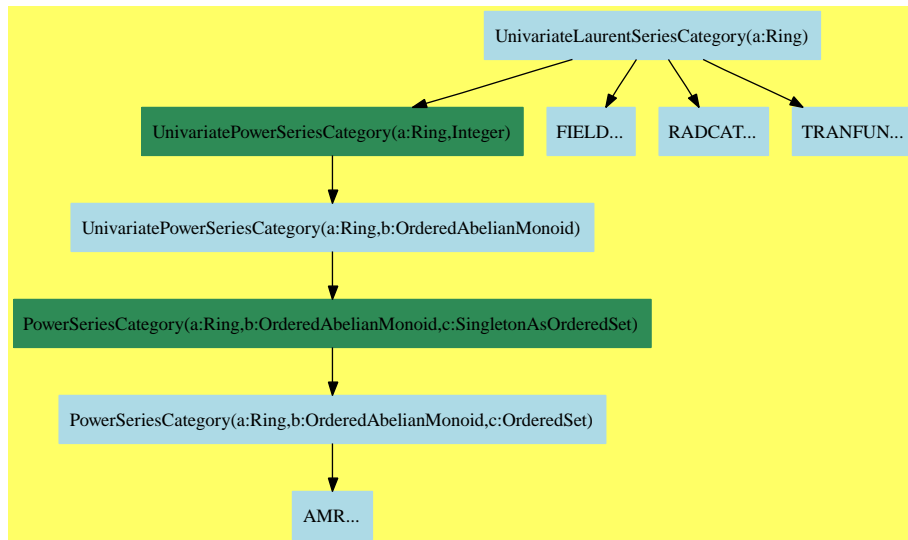 UnivariateLaurentSeriesCategory(a:Ring)
UnivariatePowerSeriesCategory(a:Ring,Integer)
FIELD...
RADCAT...
TRANFUN...
UnivariatePowerSeriesCategory(a:Ring,b:OrderedAbelianMonoid)
PowerSeriesCategory(a:Ring,b:OrderedAbelianMonoid,c:SingletonAsOrderedSet)
PowerSeriesCategory(a:Ring,b:OrderedAbelianMonoid,c:OrderedSet)
AMR...